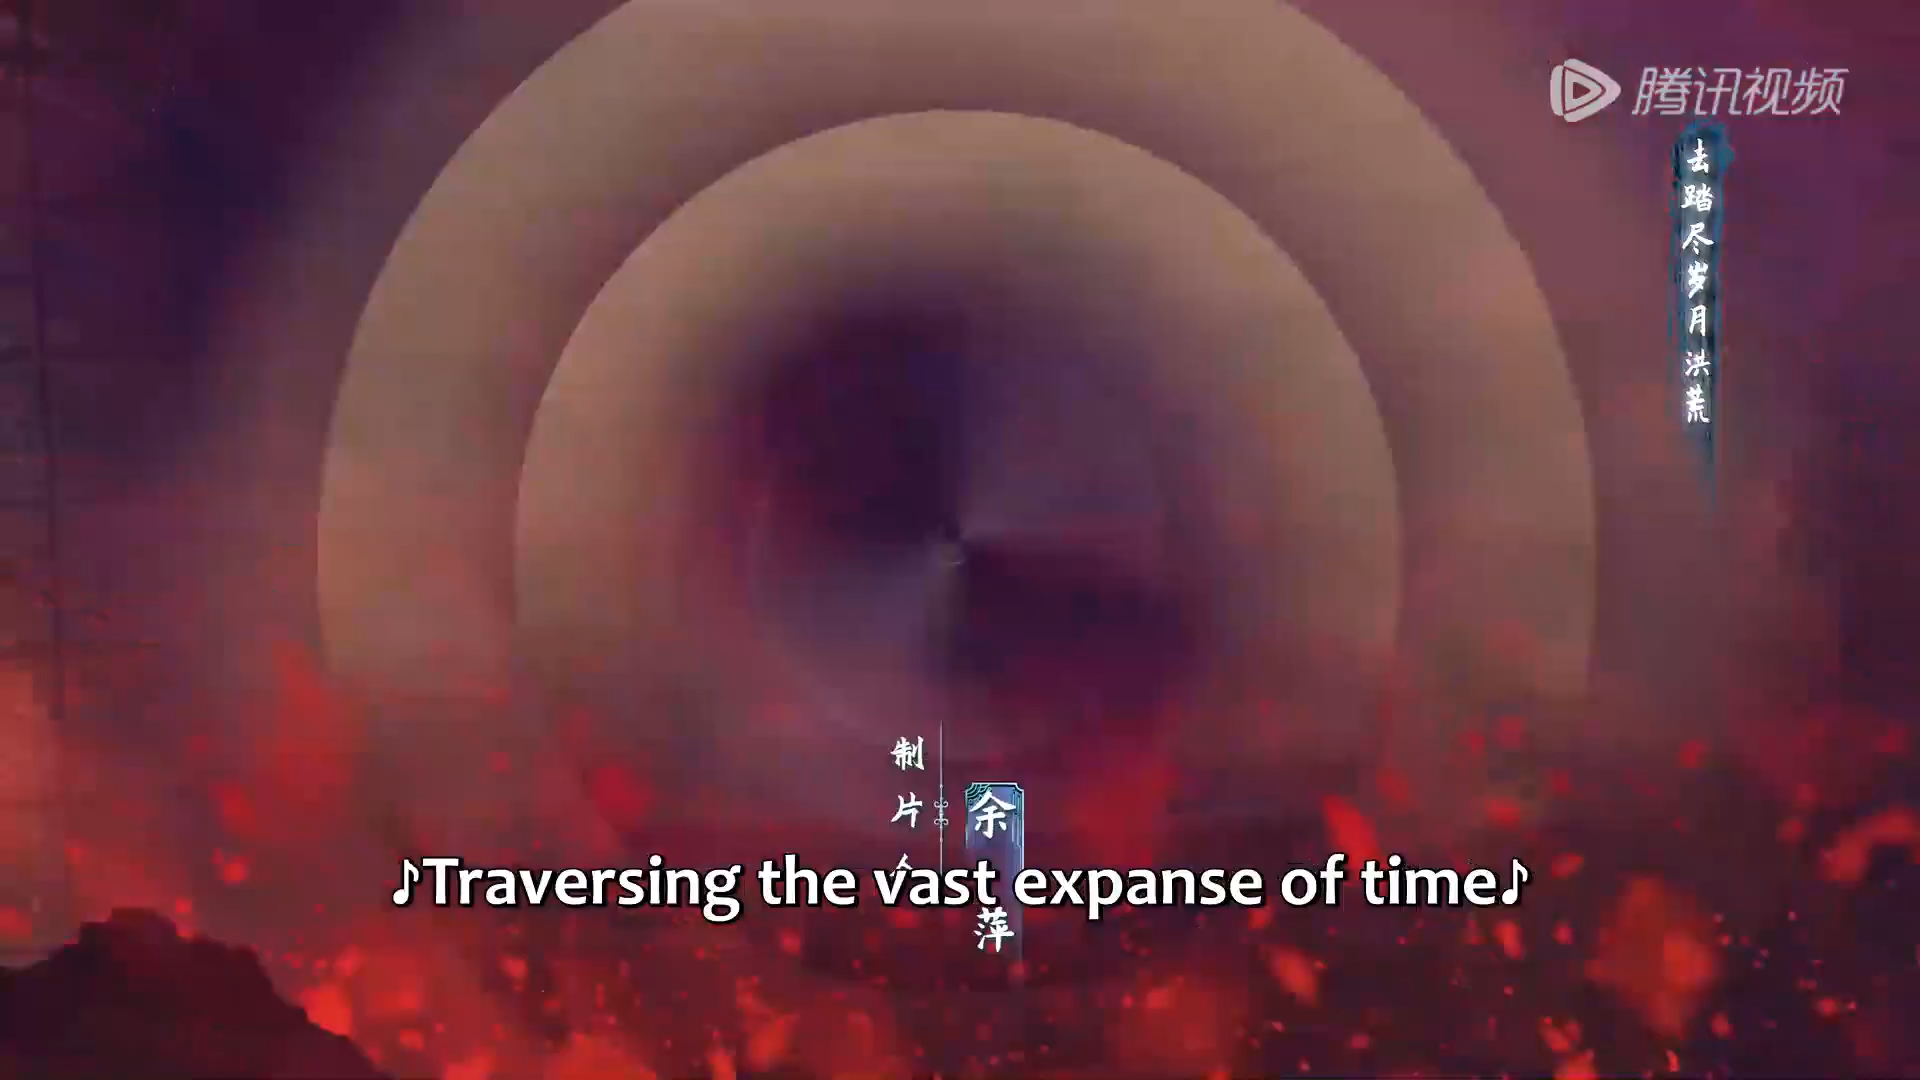 腾讯视频
去踏尽岁月洪荒
制片人
余 萍
♪Traversing the vast expanse of time♪